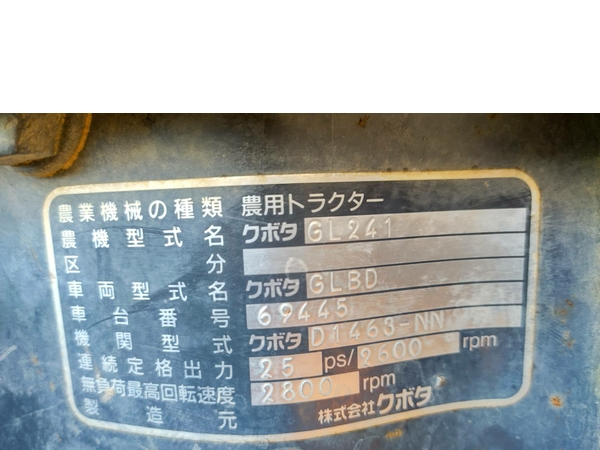 農業機械の種類 農用トラクター
農機型式名 クボタ GL241
区分
車両型式名 クボタ GLBD
車台番号 69445
機関型式 クボタ D1463-NN
連続定格出力 25 ps/2600 rpm
無負荷最高回転速度 2800 rpm
製造元 株式会社クボタ